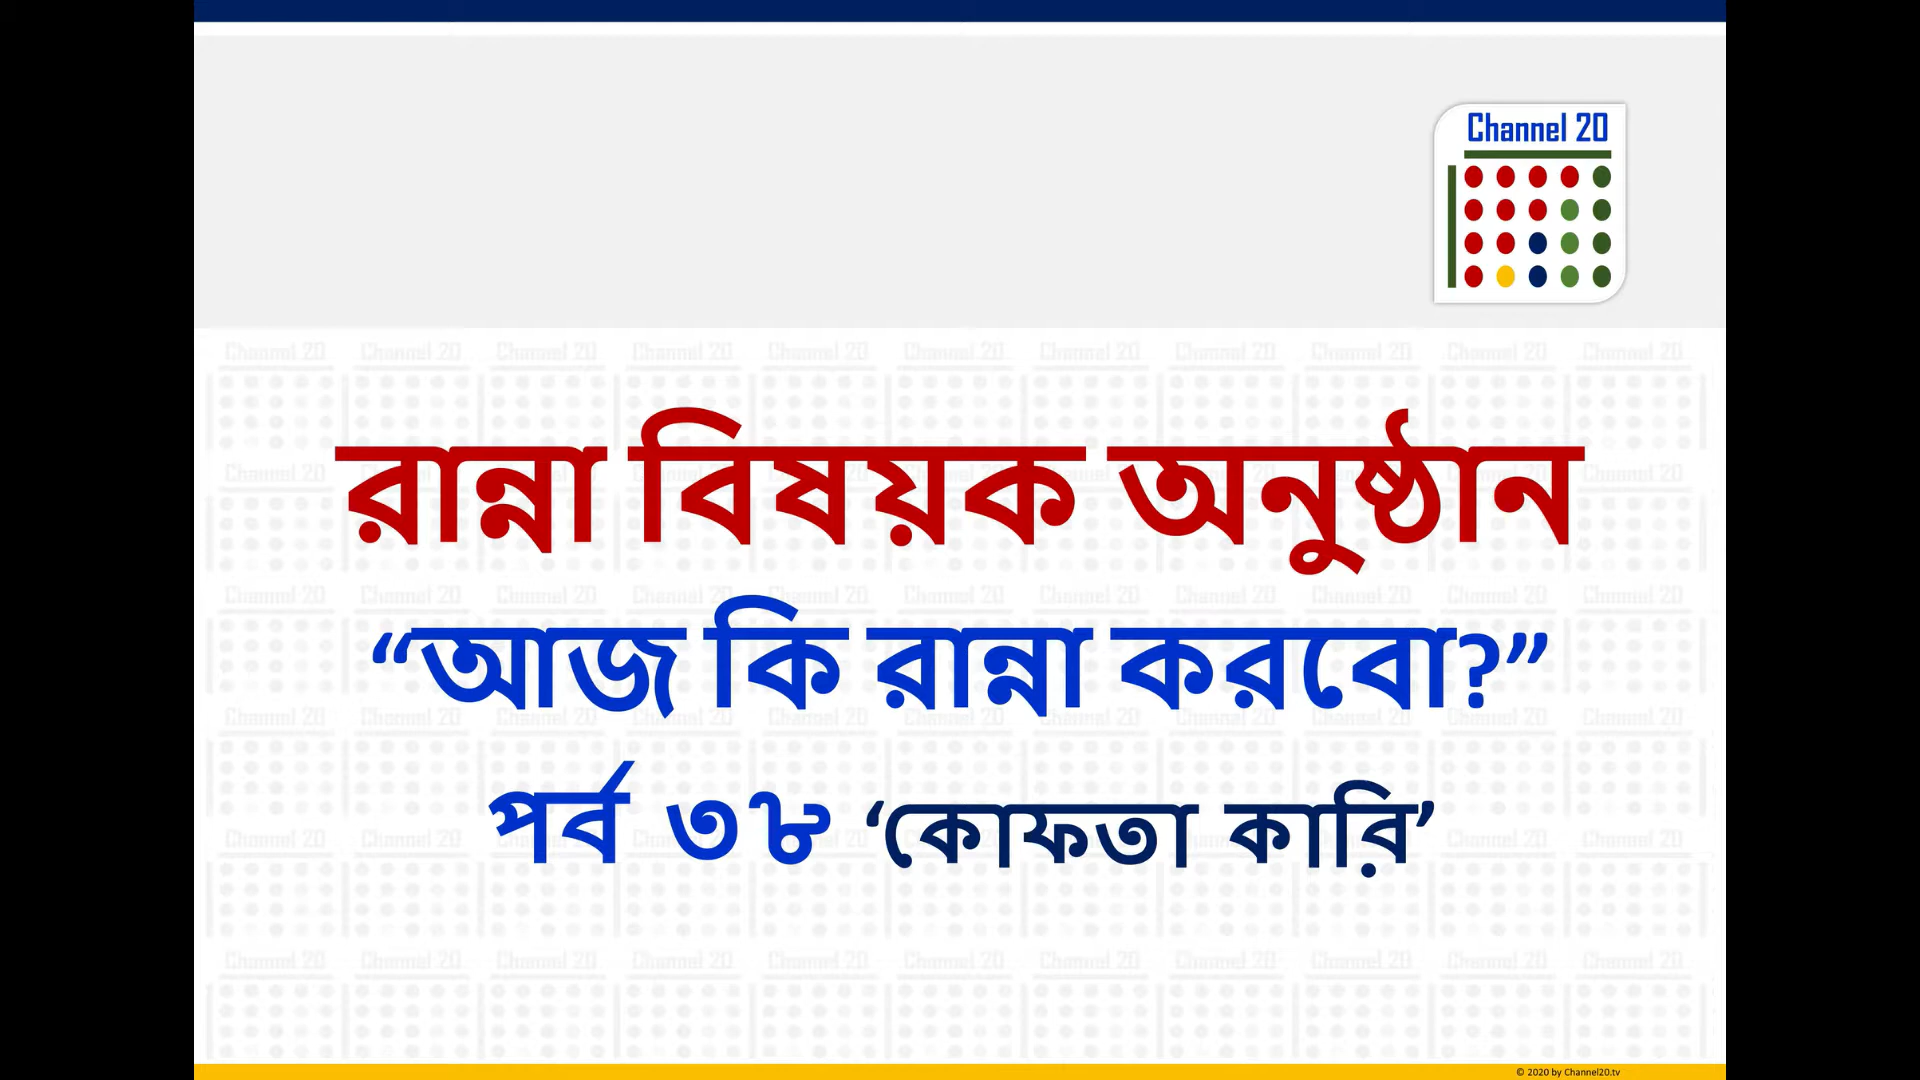 Channel 20
রান্না বিষয়ক অনুষ্ঠান
“আজ কি রান্না করবো?”
পর্ব ৩৮ ‘কোফতা কারি’
© 2020 by Channel20.tv